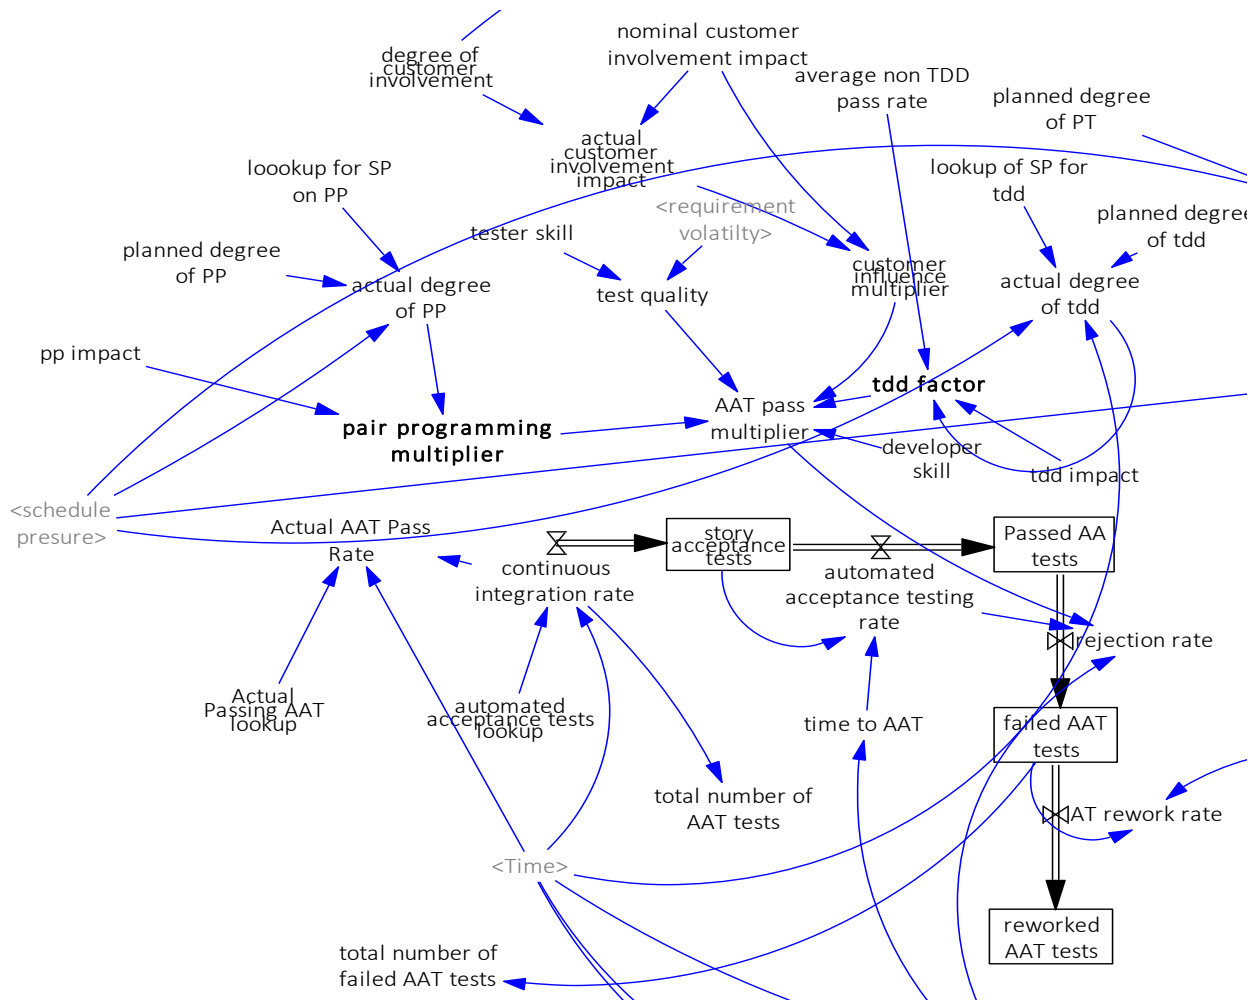 nominal customer
involvement impact
degree of
customer
involvement
average non TDD
pass rate
planned degree
of PT
actual
customer
involvement
impact
loookup for SP
on PP
lookup of SP for
tdd
<requirement
volatilty>
planned degree
of tdd
tester skill
planned degree
of PP
customer
influence
multiplier
actual degree
of PP
test quality
actual degree
of tdd
pp impact
tdd factor
AAT pass
multiplier
pair programming
multiplier
developer
skill
tdd impact
<schedule
presure>
Actual AAT Pass
Rate
story
acceptance
tests
Passed AA
tests
continuous
integration rate
automated
acceptance testing
rate
rejection rate
Actual
Passing AAT
lookup
automated
acceptance tests
lookup
time to AAT
failed AAT
tests
total number of
AAT tests
AT rework rate
<Time>
reworked
AAT tests
total number of
failed AAT tests